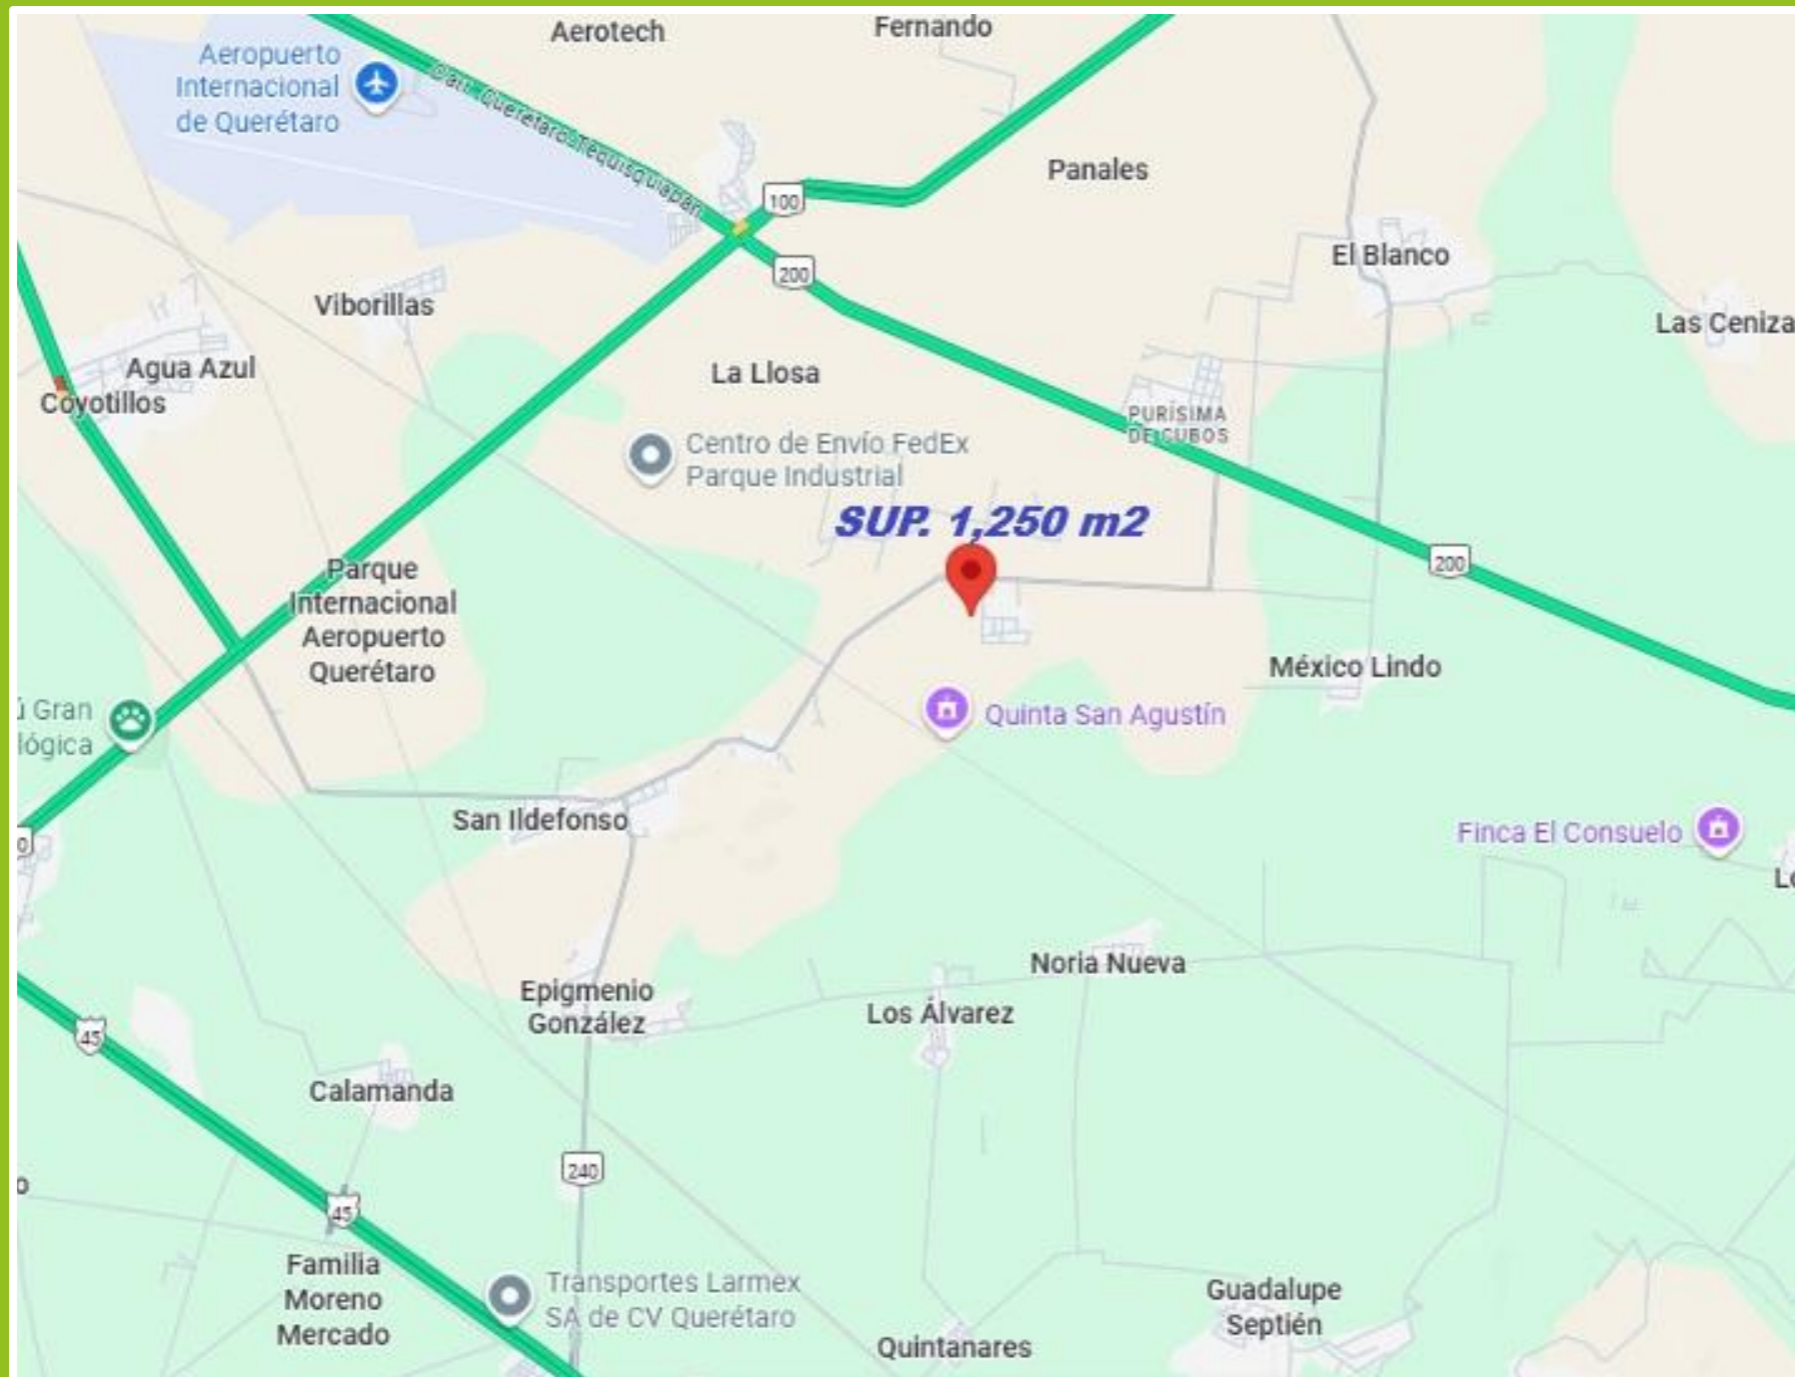 Aerotech
Fernando
Aeropuerto
Internacional
de Querétaro
Carr. Querétaro-Tequisquiapan
Panales
100
El Blanco
200
Viborillas
Las Ceniza
Agua Azul
La Llosa
Coyotillos
PURÍSIMA
DE CUBOS
Centro de Envío FedEx
Parque Industrial
SUP. 1,250 m2
200
Parque
Internacional
Aeropuerto
Querétaro
México Lindo
ú Gran
lógica
Quinta San Agustín
San Ildefonso
Finca El Consuelo
0
Lo
Noria Nueva
Epigmenio
González
Los Álvarez
45
Calamanda
240
o
45
Familia
Moreno
Mercado
Transportes Larmex
SA de CV Querétaro
Guadalupe
Septién
Quintanares